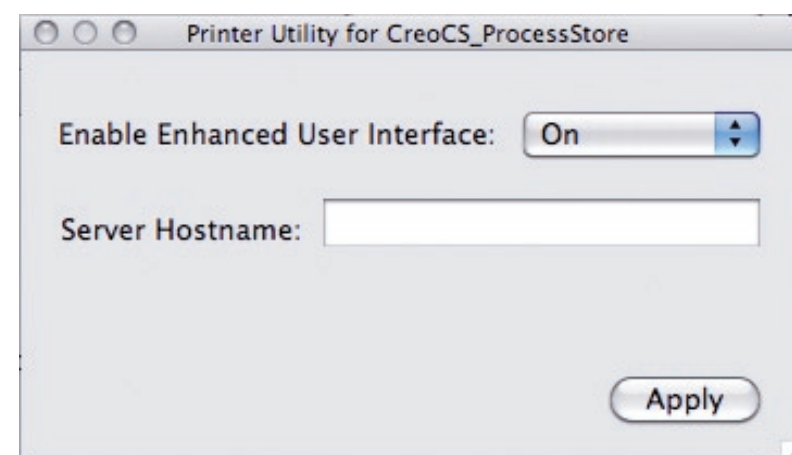 Printer Utility for CreoCS_ProcessStore
Enable Enhanced User Interface: On
Server Hostname:
Apply